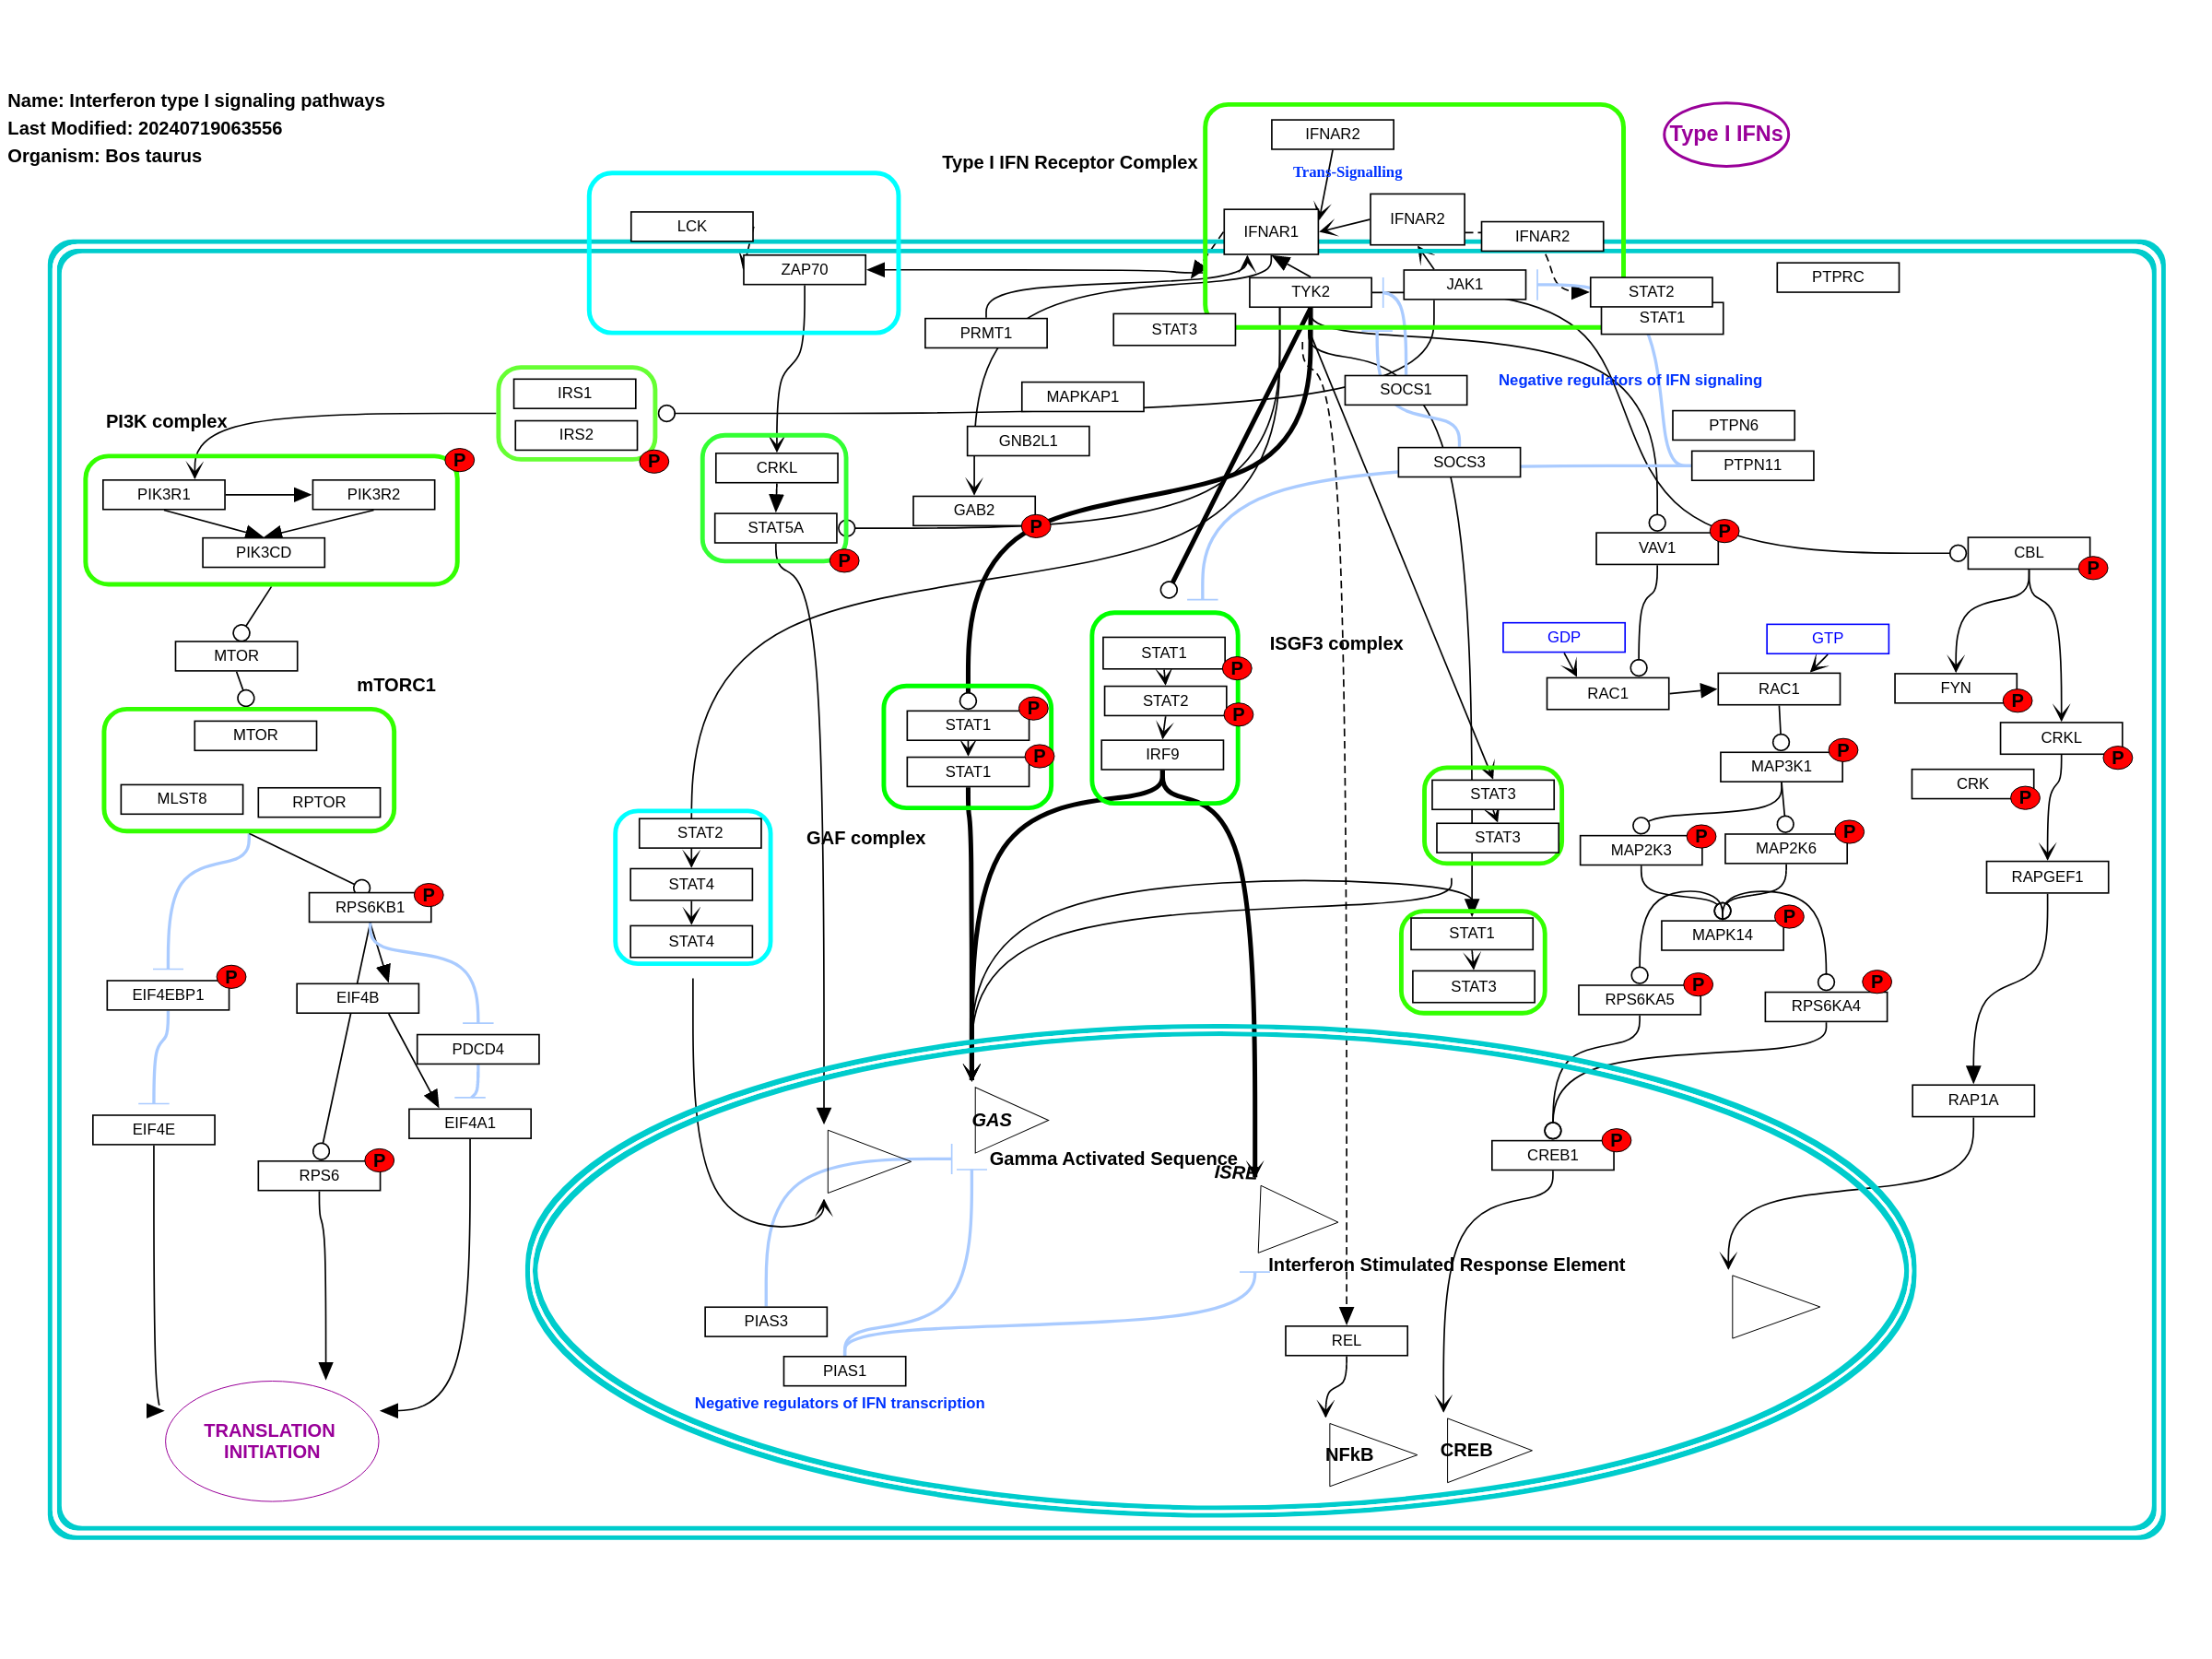 Name: Interferon type I signaling pathways
Last Modified: 20240719063556
Organism: Bos taurus
Type I IFN Receptor Complex
IFNAR2
Type I IFNs
Trans-Signalling
LCK
IFNAR1
IFNAR2
IFNAR2
ZAP70
TYK2
JAK1
STAT2
STAT1
PTPRC
PRMT1
STAT3
IRS1
IRS2
P
MAPKAP1
SOCS1
Negative regulators of IFN signaling
PI3K complex
P
GNB2L1
PTPN6
CRKL
SOCS3
PTPN11
PIK3R1
PIK3R2
GAB2
P
STAT5A
P
PIK3CD
VAV1
P
CBL
P
MTOR
mTORC1
ISGF3 complex
STAT1
P
STAT2
P
IRF9
GDP
GTP
RAC1
RAC1
FYN
P
CRKL
P
MTOR
STAT1
P
STAT1
P
MAP3K1
P
CRK
P
MLST8
RPTOR
STAT3
STAT3
GAF complex
STAT2
STAT4
STAT4
MAP2K3
P
MAP2K6
P
RAPGEF1
RPS6KB1
P
STAT1
STAT3
MAPK14
P
EIF4EBP1
P
EIF4B
RPS6KA5
P
RPS6KA4
P
PDCD4
RAP1A
EIF4E
EIF4A1
GAS
RPS6
P
Gamma Activated Sequence
ISRE
CREB1
P
Interferon Stimulated Response Element
PIAS3
REL
PIAS1
Negative regulators of IFN transcription
TRANSLATION
INITIATION
NFkB
CREB